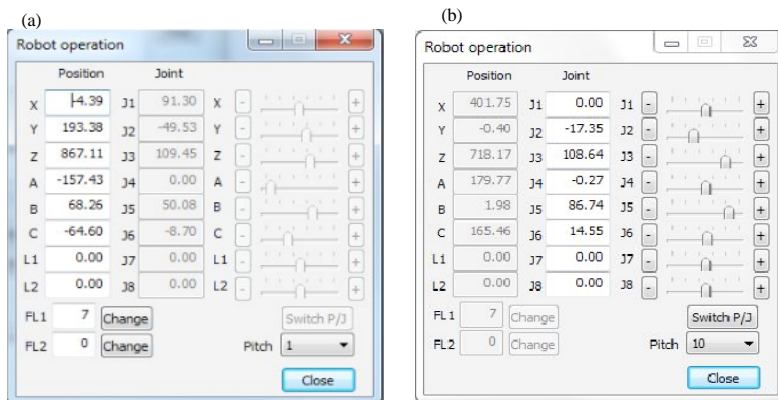 (a)
Robot operation
Position Joint
X -4.39 J1 91.30 X - +
Y 193.38 J2 -49.53 Y - +
Z 867.11 J3 109.45 Z - +
A -157.43 J4 0.00 A - +
B 68.26 J5 50.08 B - +
C -64.60 J6 -8.70 C - +
L1 0.00 J7 0.00 L1 - +
L2 0.00 J8 0.00 L2 - +
FL1 7 Change Switch P/J
FL2 0 Change Pitch 1
Close
(b)
Robot operation
Position Joint
X 401.75 J1 0.00 J1 - +
Y -0.40 J2 -17.35 J2 - +
Z 718.17 J3 108.64 J3 - +
A 179.77 J4 -0.27 J4 - +
B 1.98 J5 86.74 J5 - +
C 165.46 J6 14.55 J6 - +
L1 0.00 J7 0.00 J7 - +
L2 0.00 J8 0.00 J8 - +
FL1 7 Change Switch P/J
FL2 0 Change Pitch 10
Close